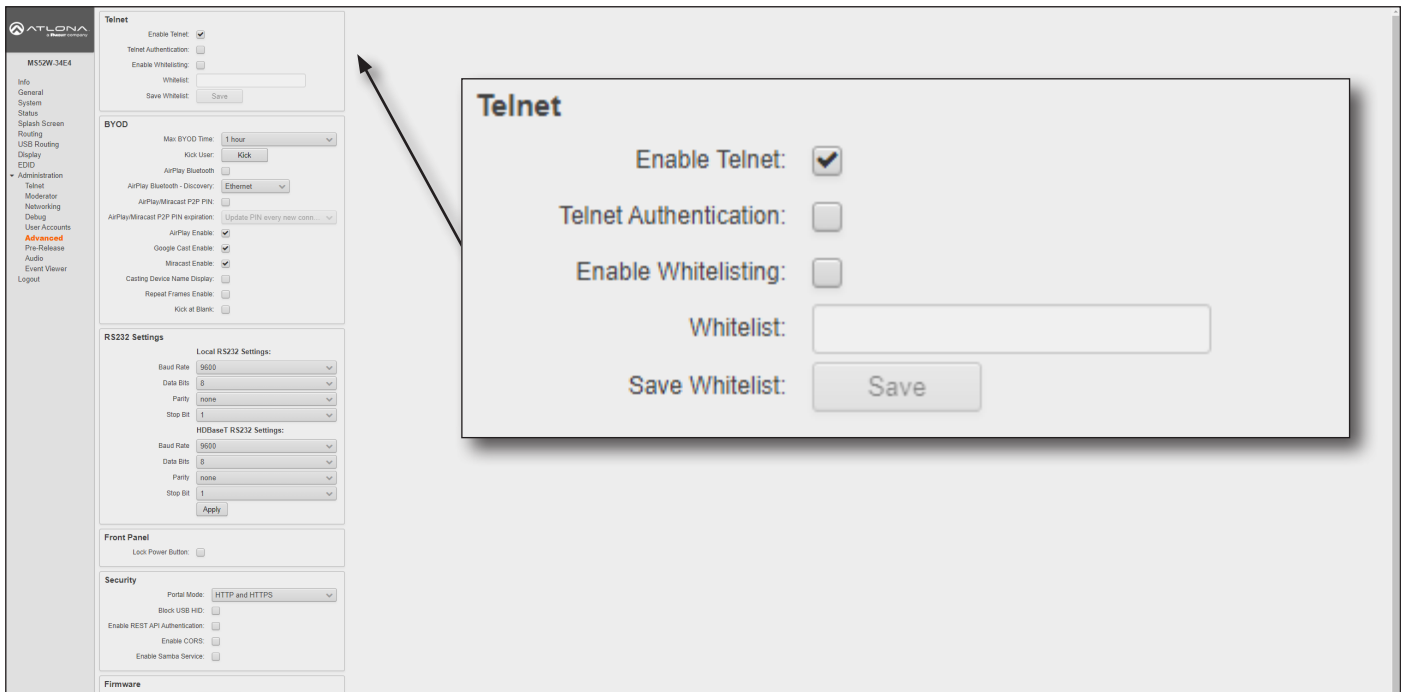 ATLONA
a Panduit company
MS52W-34E4
Info
General
System
Status
Splash Screen
Routing
USB Routing
Display
EDID
Administration
Telnet
Moderator
Networking
Debug
User Accounts
Advanced
Pre-Release
Audio
Event Viewer
Logout
Telnet
Enable Telnet:
Telnet Authentication:
Enable Whitelisting:
Whitelist:
Save Whitelist: Save
BYOD
Max BYOD Time: 1 hour
Kick User: Kick
AirPlay Bluetooth
AirPlay Bluetooth - Discovery: Ethernet
AirPlay/Miracast P2P PIN:
AirPlay/Miracast P2P PIN expiration: Update PIN every new conn...
AirPlay Enable:
Google Cast Enable:
Miracast Enable:
Casting Device Name Display:
Repeat Frames Enable:
Kick at Blank:
RS232 Settings
Local RS232 Settings:
Baud Rate 9600
Data Bits 8
Parity none
Stop Bit 1
HDBaseT RS232 Settings:
Baud Rate 9600
Data Bits 8
Parity none
Stop Bit 1
Apply
Front Panel
Lock Power Button:
Security
Portal Mode: HTTP and HTTPS
Block USB HID:
Enable REST API Authentication:
Enable CORS:
Enable Samba Service:
Firmware
Telnet
Enable Telnet:
Telnet Authentication:
Enable Whitelisting:
Whitelist:
Save Whitelist: Save